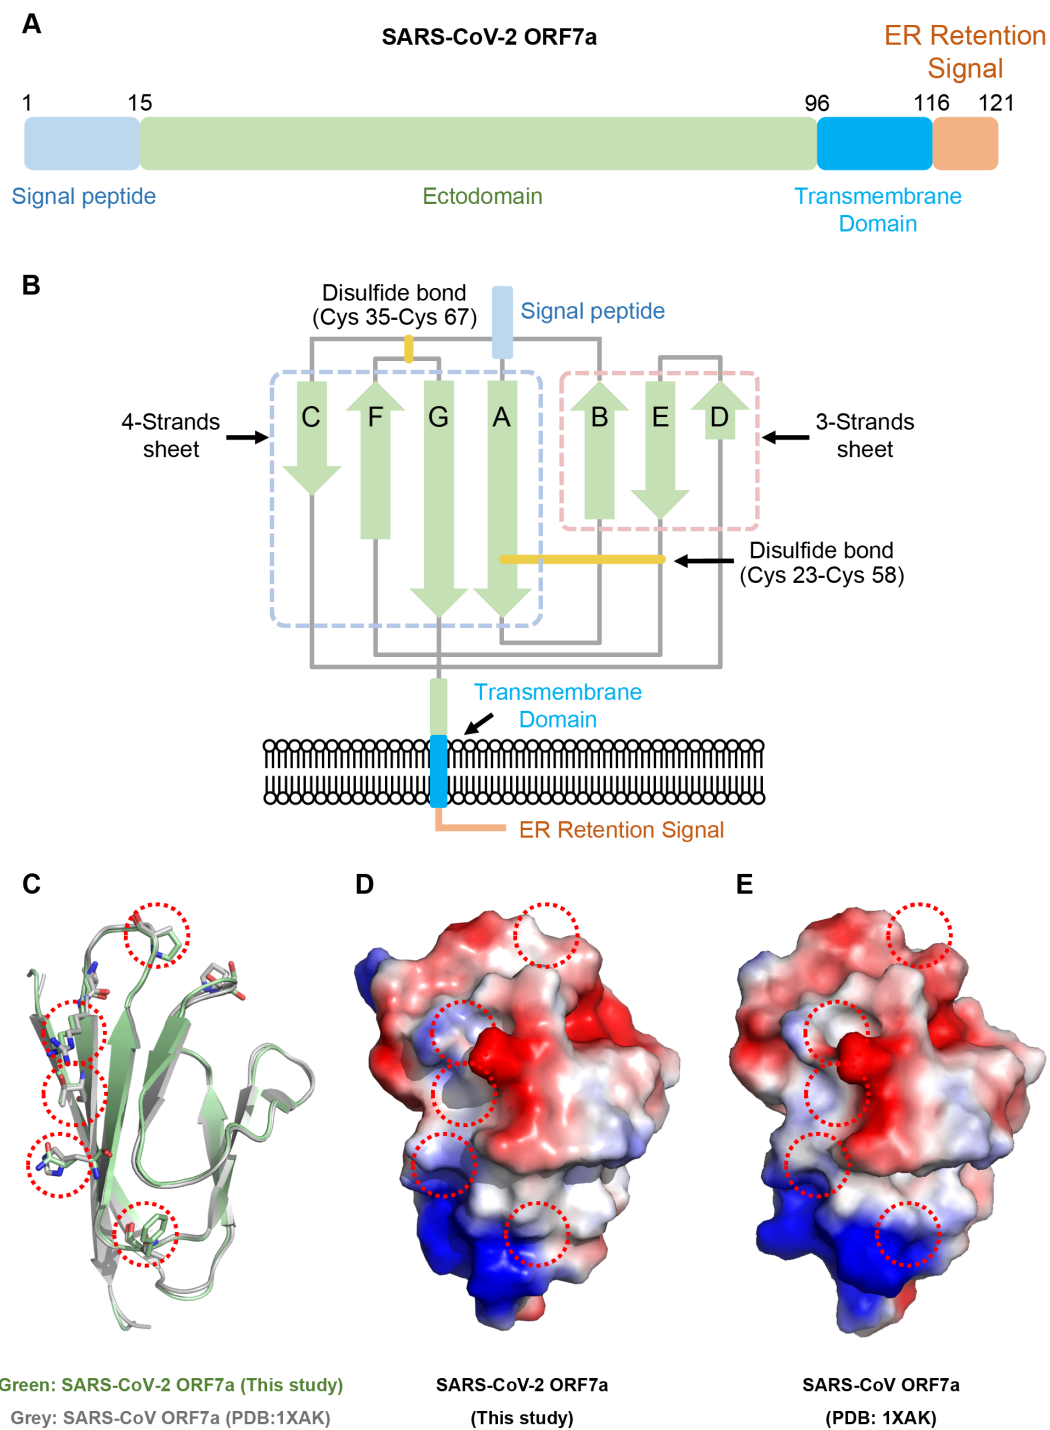 A
SARS-CoV-2 ORF7a
ER Retention
Signal
1
15
96
116
121
Signal peptide
Ectodomain
Transmembrane
Domain
B
Disulfide bond
(Cys 35-Cys 67)
Signal peptide
4-Strands
sheet
C
F
G
A
B
E
D
3-Strands
sheet
Disulfide bond
(Cys 23-Cys 58)
Transmembrane
Domain
ER Retention Signal
C
D
E
Green: SARS-CoV-2 ORF7a (This study)
Grey: SARS-CoV ORF7a (PDB:1XAK)
SARS-CoV-2 ORF7a
(This study)
SARS-CoV ORF7a
(PDB: 1XAK)